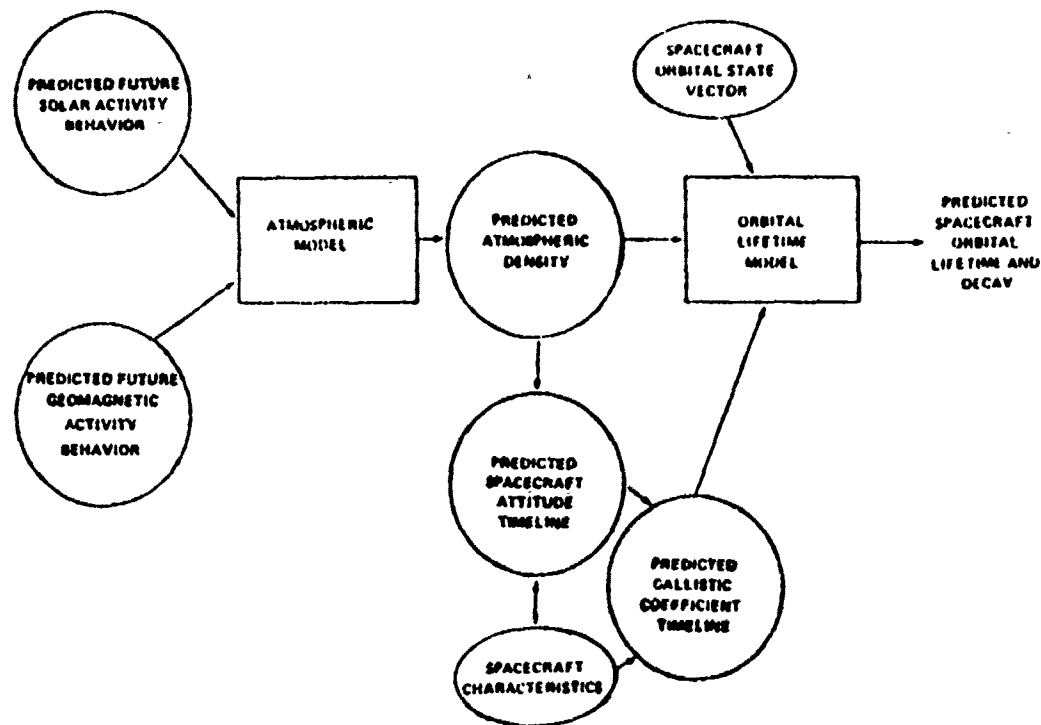 PREDICTED FUTURE
SOLAR ACTIVITY
BEHAVIOR
SPACECRAFT
ORBITAL STATE
VECTOR
ATMOSPHERIC
MODEL
PREDICTED
ATMOSPHERIC
DENSITY
ORBITAL
LIFETIME
MODEL
PREDICTED
SPACECRAFT
ORBITAL
LIFETIME AND
DECAY
PREDICTED FUTURE
GEOMAGNETIC
ACTIVITY
BEHAVIOR
PREDICTED
SPACECRAFT
ATTITUDE
TIMELINE
PREDICTED
GALLISTIC
COEFFICIENT
TIMELINE
SPACECRAFT
CHARACTERISTICS